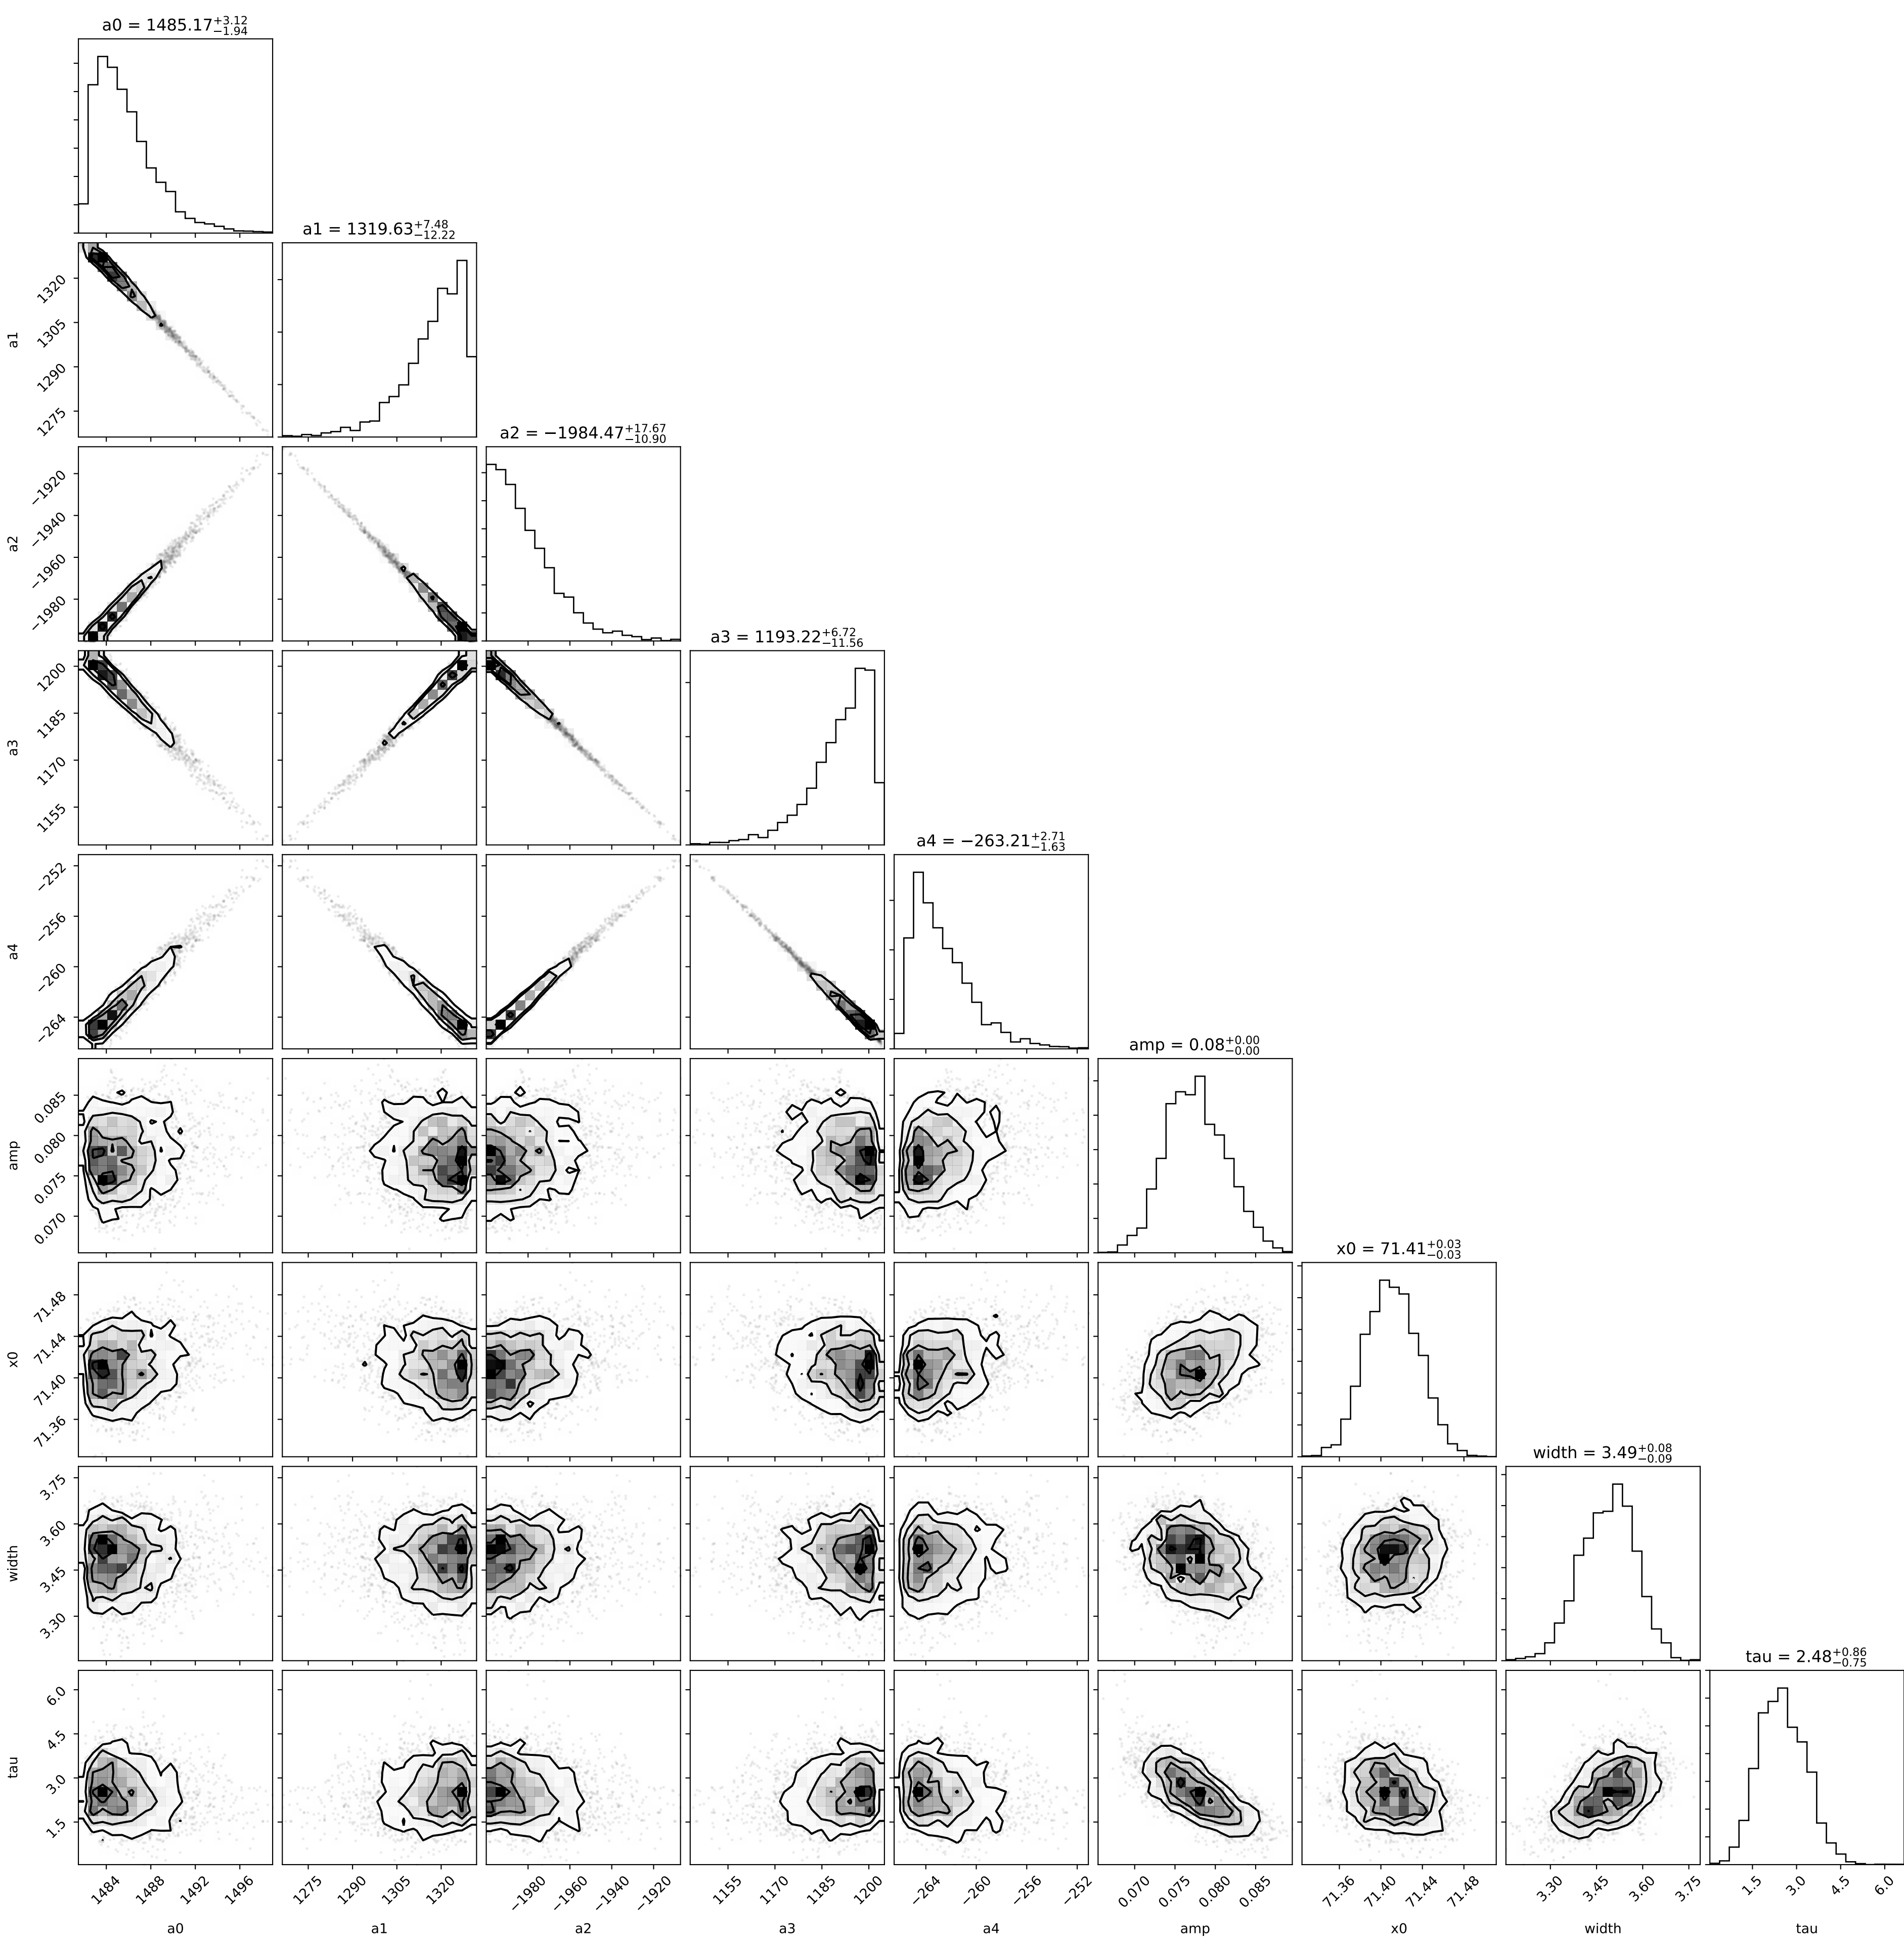 a0 = 1485.17+3.12−1.94
a1 = 1319.63+7.48−12.22
1320
1305
1290
1275
a1
a2 = −1984.47+17.67−10.90
−1920
−1940
−1960
−1980
a2
a3 = 1193.22+6.72−11.56
1200
1185
1170
1155
a3
a4 = −263.21+2.71−1.63
−252
−256
−260
−264
a4
amp = 0.08+0.00−0.00
0.085
0.080
0.075
0.070
amp
x0 = 71.41+0.03−0.03
71.48
71.44
71.40
71.36
x0
width = 3.49+0.08−0.09
3.75
3.60
3.45
3.30
width
tau = 2.48+0.86−0.75
6.0
4.5
3.0
1.5
tau
1484 1488 1492 1496 1275 1290 1305 1320 −1980 −1960 −1940 −1920 1155 1170 1185 1200 −264 −260 −256 −252 0.070 0.075 0.080 0.085 71.36 71.40 71.44 71.48 3.30 3.45 3.60 3.75 1.5 3.0 4.5 6.0
a0 a1 a2 a3 a4 amp x0 width tau